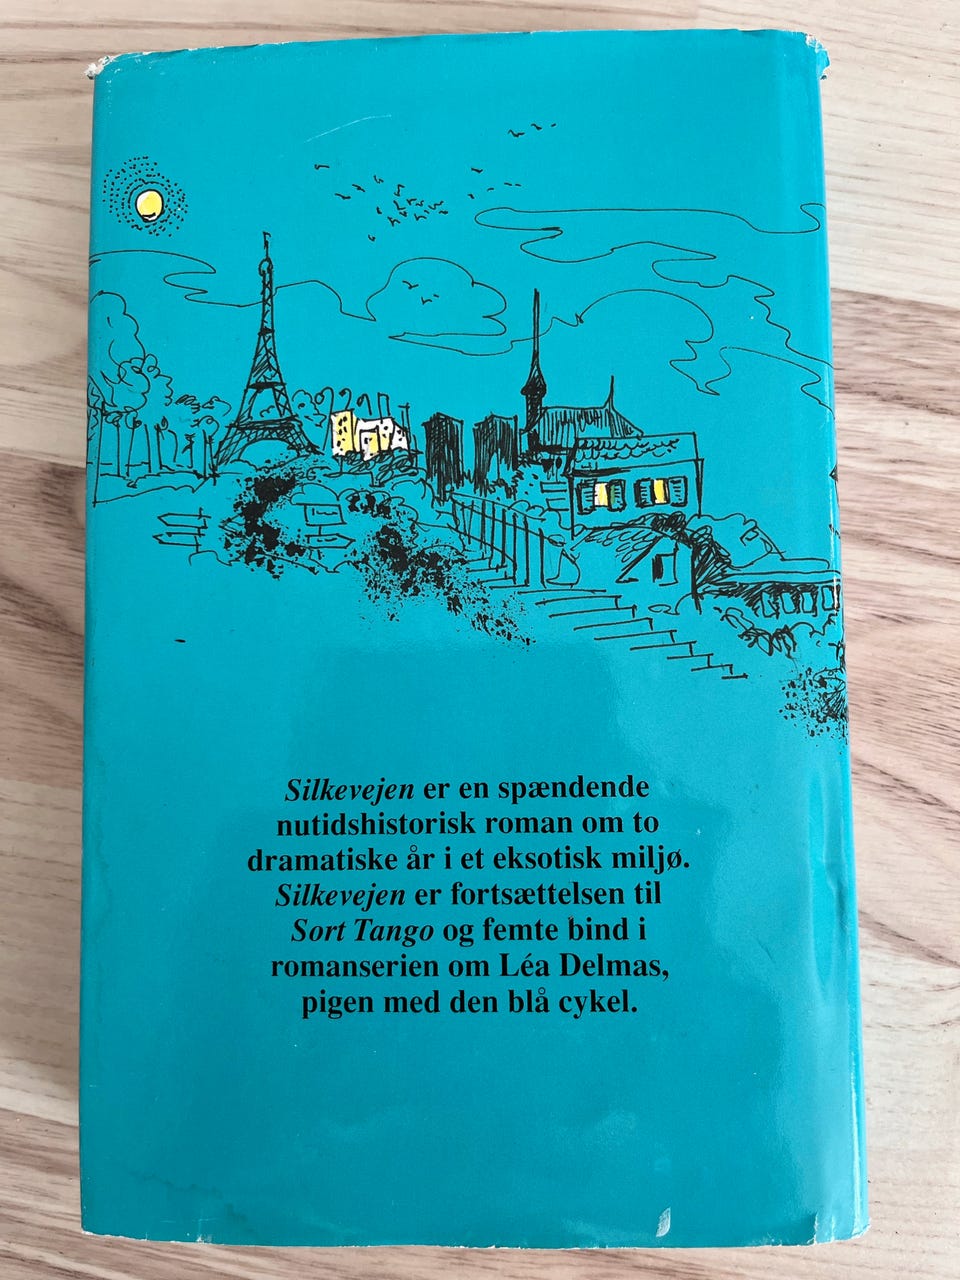 Silkevejen er en spændende
nutidshistorisk roman om to
dramatiske år i et eksotisk miljø.
Silkevejen er fortsættelsen til
Sort Tango og femte bind i
romanserien om Léa Delmas,
pigen med den blå cykel.